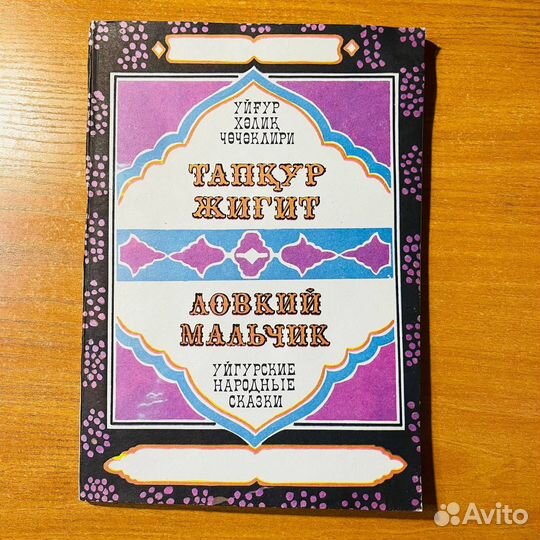 УЙҒУР
ХӘЛИҚ
ЧӨЧӘКЛИРИ
ТАПҚУР
ЖИГИТ
ЛОВКИЙ
МАЛЬЧИК
УЙГУРСКИЕ
НАРОДНЫЕ
СКАЗКИ
Avito